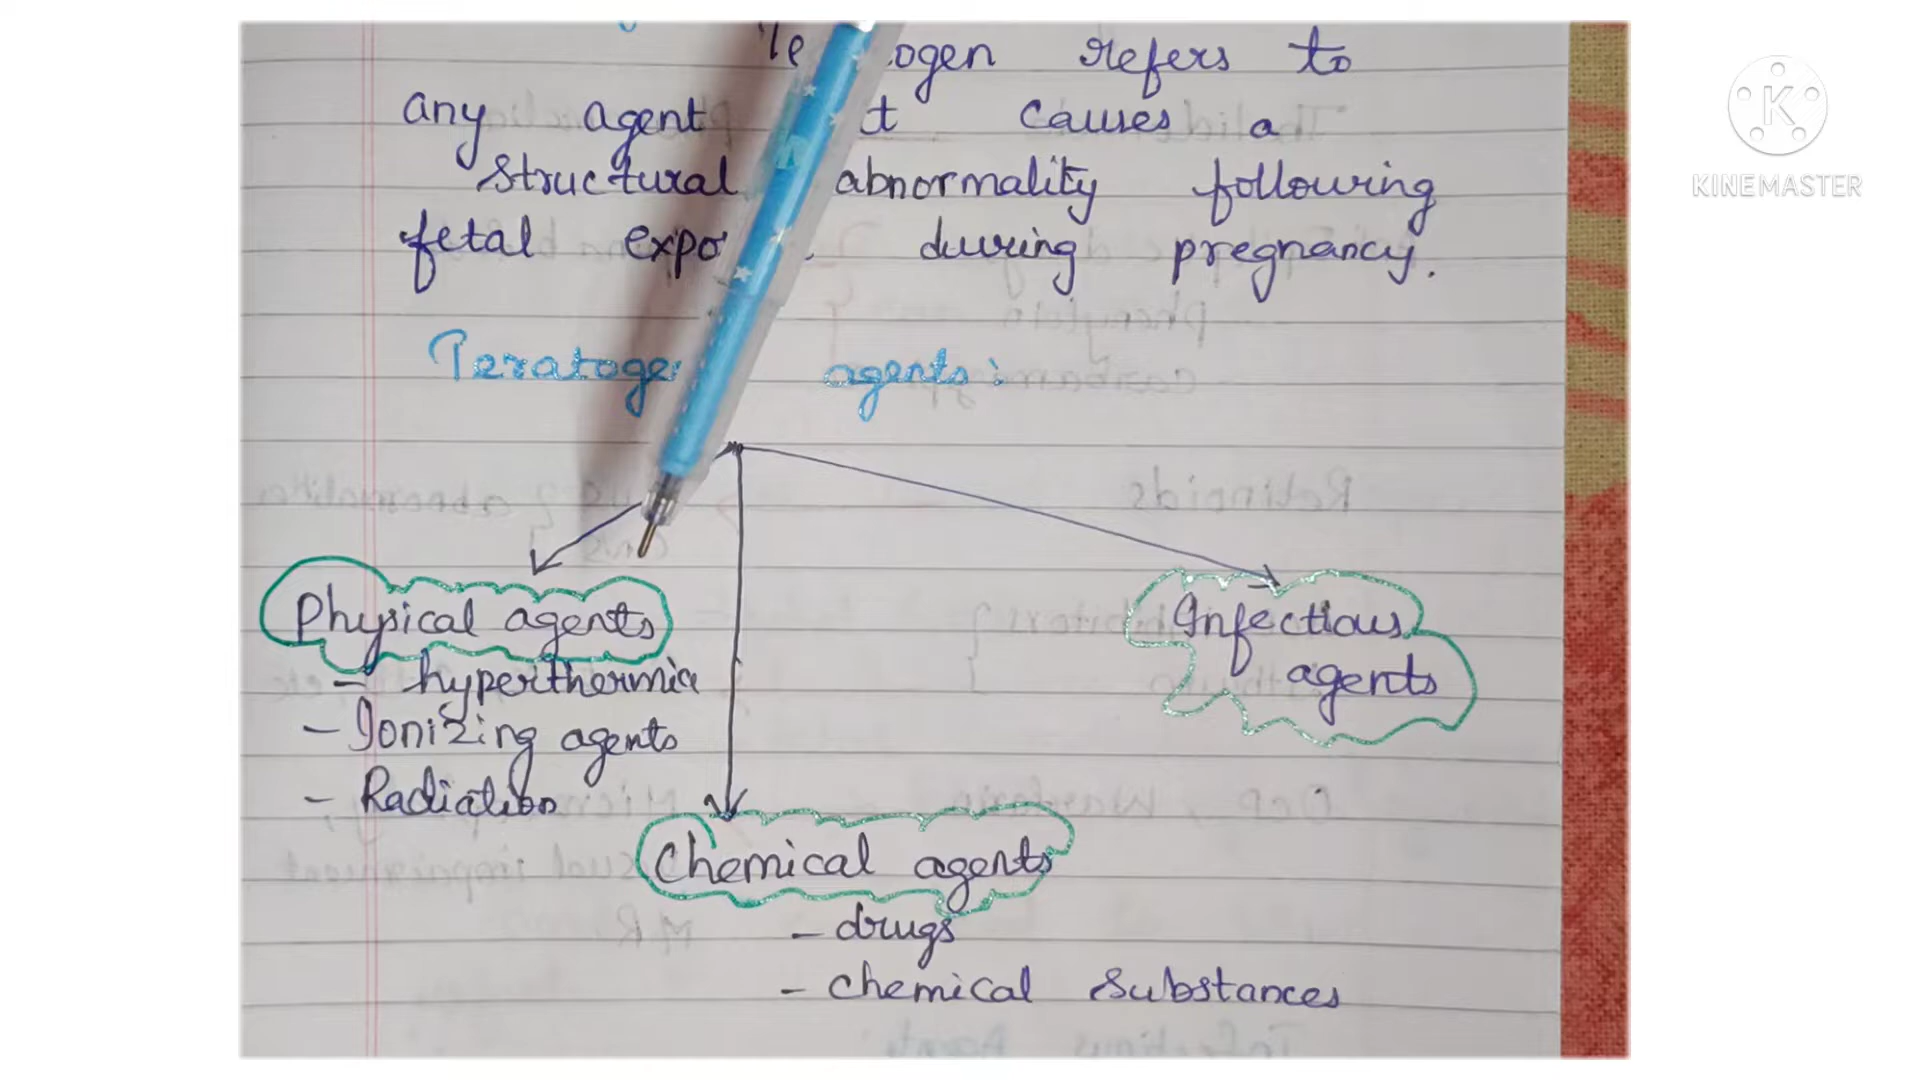 refers to
any agent causes a
structural abnormality following
fetal during pregnancy.
agents:
Physical agents
- hyperthermia
- Ionizing agents
- Radiation
Infectious
agents
Chemical agents
- drugs
- chemical substances
KINEMASTER